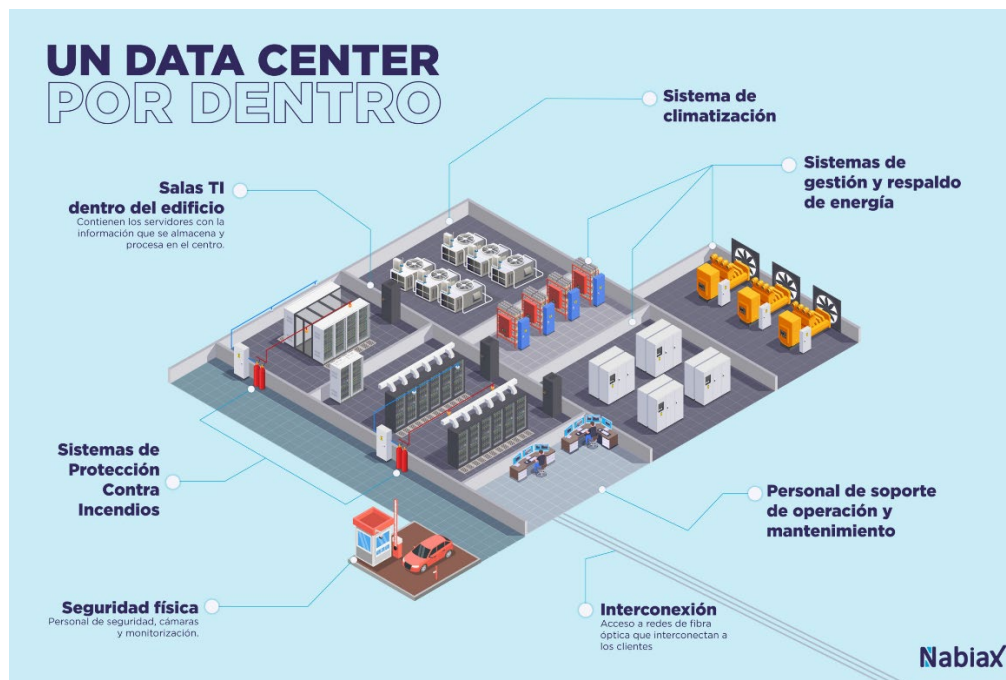 UN DATA CENTER
POR DENTRO
Sistema de
climatización
Sistemas de
gestión y respaldo
de energía
Salas TI
dentro del edificio
Contienen los servidores con la
información que se almacena y
procesa en el centro.
Sistemas de
Protección
Contra
Incendios
Personal de soporte
de operación y
mantenimiento
Seguridad física
Personal de seguridad, cámaras
y monitorización.
Interconexión
Acceso a redes de fibra
óptica que interconectan a
los clientes
Nabiax